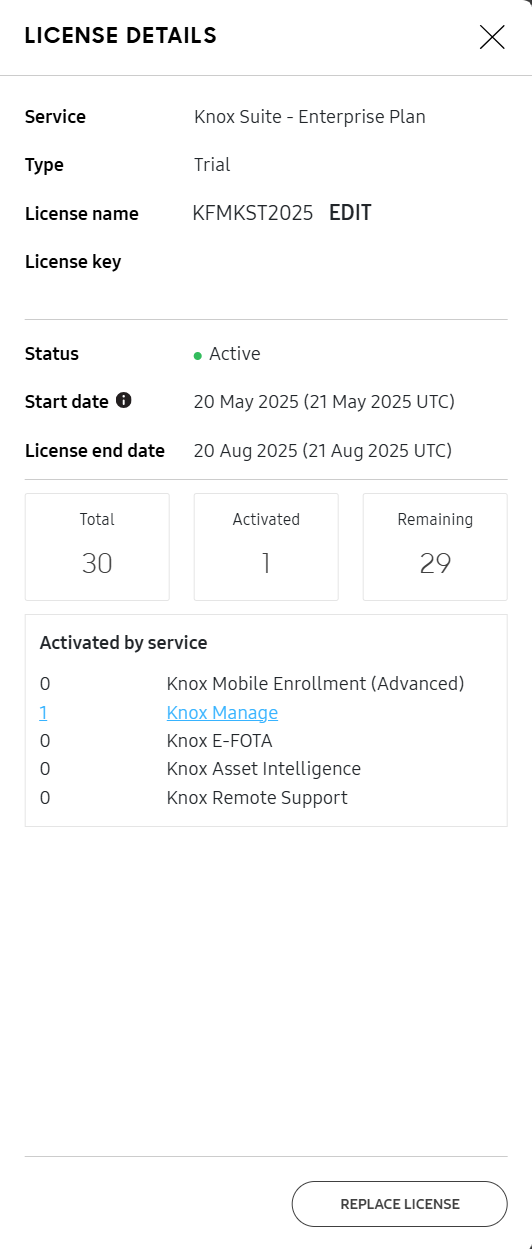 LICENSE DETAILS
Service Knox Suite - Enterprise Plan
Type Trial
License name KFMKST2025 EDIT
License key
Status Active
Start date 20 May 2025 (21 May 2025 UTC)
License end date 20 Aug 2025 (21 Aug 2025 UTC)
Total Activated Remaining
30 1 29
Activated by service
0 Knox Mobile Enrollment (Advanced)
1 Knox Manage
0 Knox E-FOTA
0 Knox Asset Intelligence
0 Knox Remote Support
REPLACE LICENSE